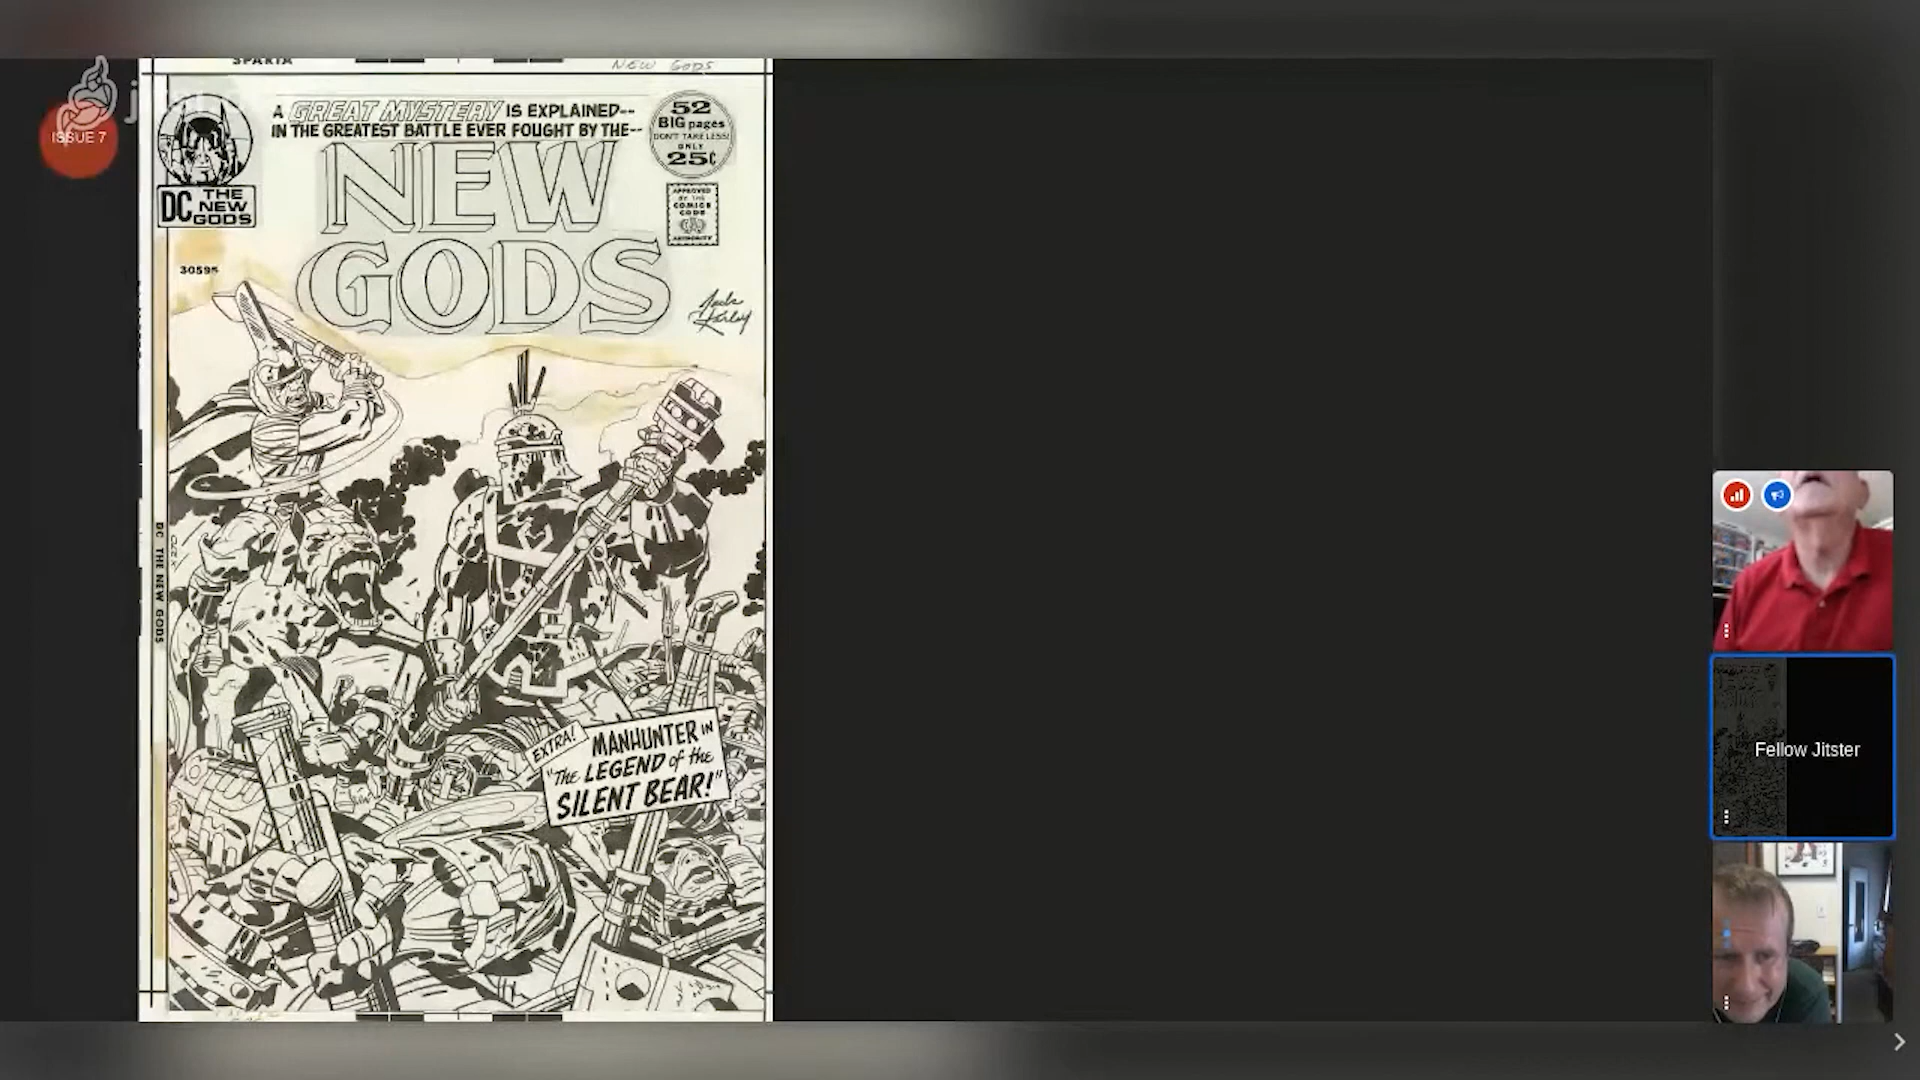 SPARTA
NEW GODS
ISSUE 7
A GREAT MYSTERY IS EXPLAINED--
IN THE GREATEST BATTLE EVER FOUGHT BY THE--
NEW
GODS
52
BIG pages
DON'T TAKE LESS!
ONLY
25¢
APPROVED
BY THE
COMICS
CODE
AUTHORITY
DC THE
NEW
GODS
30595
Jack
Kirby
DC THE NEW GODS
EXTRA! MANHUNTER IN
"The LEGEND of the
SILENT BEAR!"
Fellow Jitster